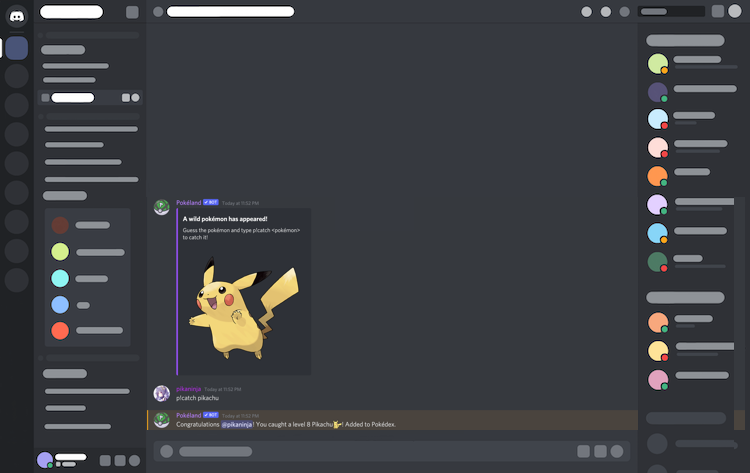 Pokéland ✓BOT Today at 11:52 PM
A wild pokémon has appeared!
Guess the pokémon and type p!catch <pokémon>
to catch it!
pikaninja Today at 11:52 PM
p!catch pikachu
Pokéland ✓BOT Today at 11:52 PM
Congratulations @pikaninja! You caught a level 8 Pikachu! Added to Pokédex.